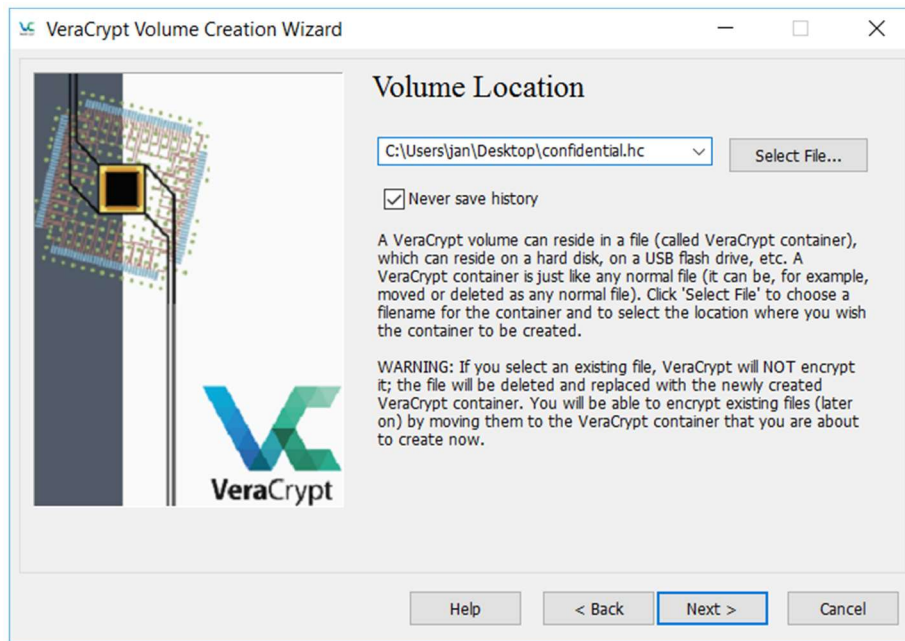 VeraCrypt Volume Creation Wizard
Volume Location
C:\Users\jan\Desktop\confidential.hc
Select File...
Never save history
A VeraCrypt volume can reside in a file (called VeraCrypt container),
which can reside on a hard disk, on a USB flash drive, etc. A
VeraCrypt container is just like any normal file (it can be, for example,
moved or deleted as any normal file). Click 'Select File' to choose a
filename for the container and to select the location where you wish
the container to be created.
WARNING: If you select an existing file, VeraCrypt will NOT encrypt
it; the file will be deleted and replaced with the newly created
VeraCrypt container. You will be able to encrypt existing files (later
on) by moving them to the VeraCrypt container that you are about
to create now.
VeraCrypt
Help
< Back
Next >
Cancel